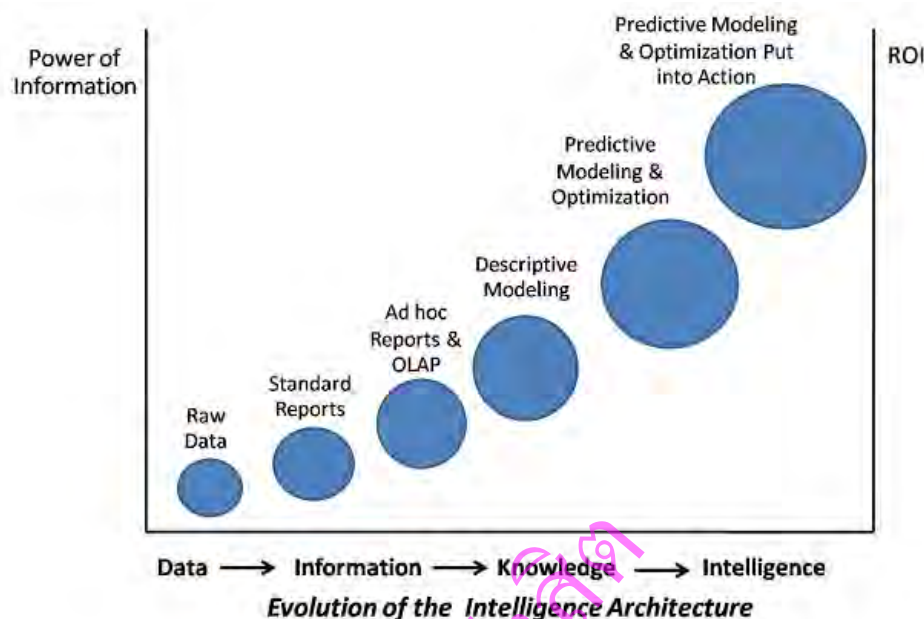 Predictive Modeling
& Optimization Put
into Action
Power of
Information
ROI
Predictive
Modeling &
Optimization
Descriptive
Modeling
Ad hoc
Reports &
OLAP
Standard
Reports
Raw
Data
Data → Information → Knowledge → Intelligence
Evolution of the Intelligence Architecture